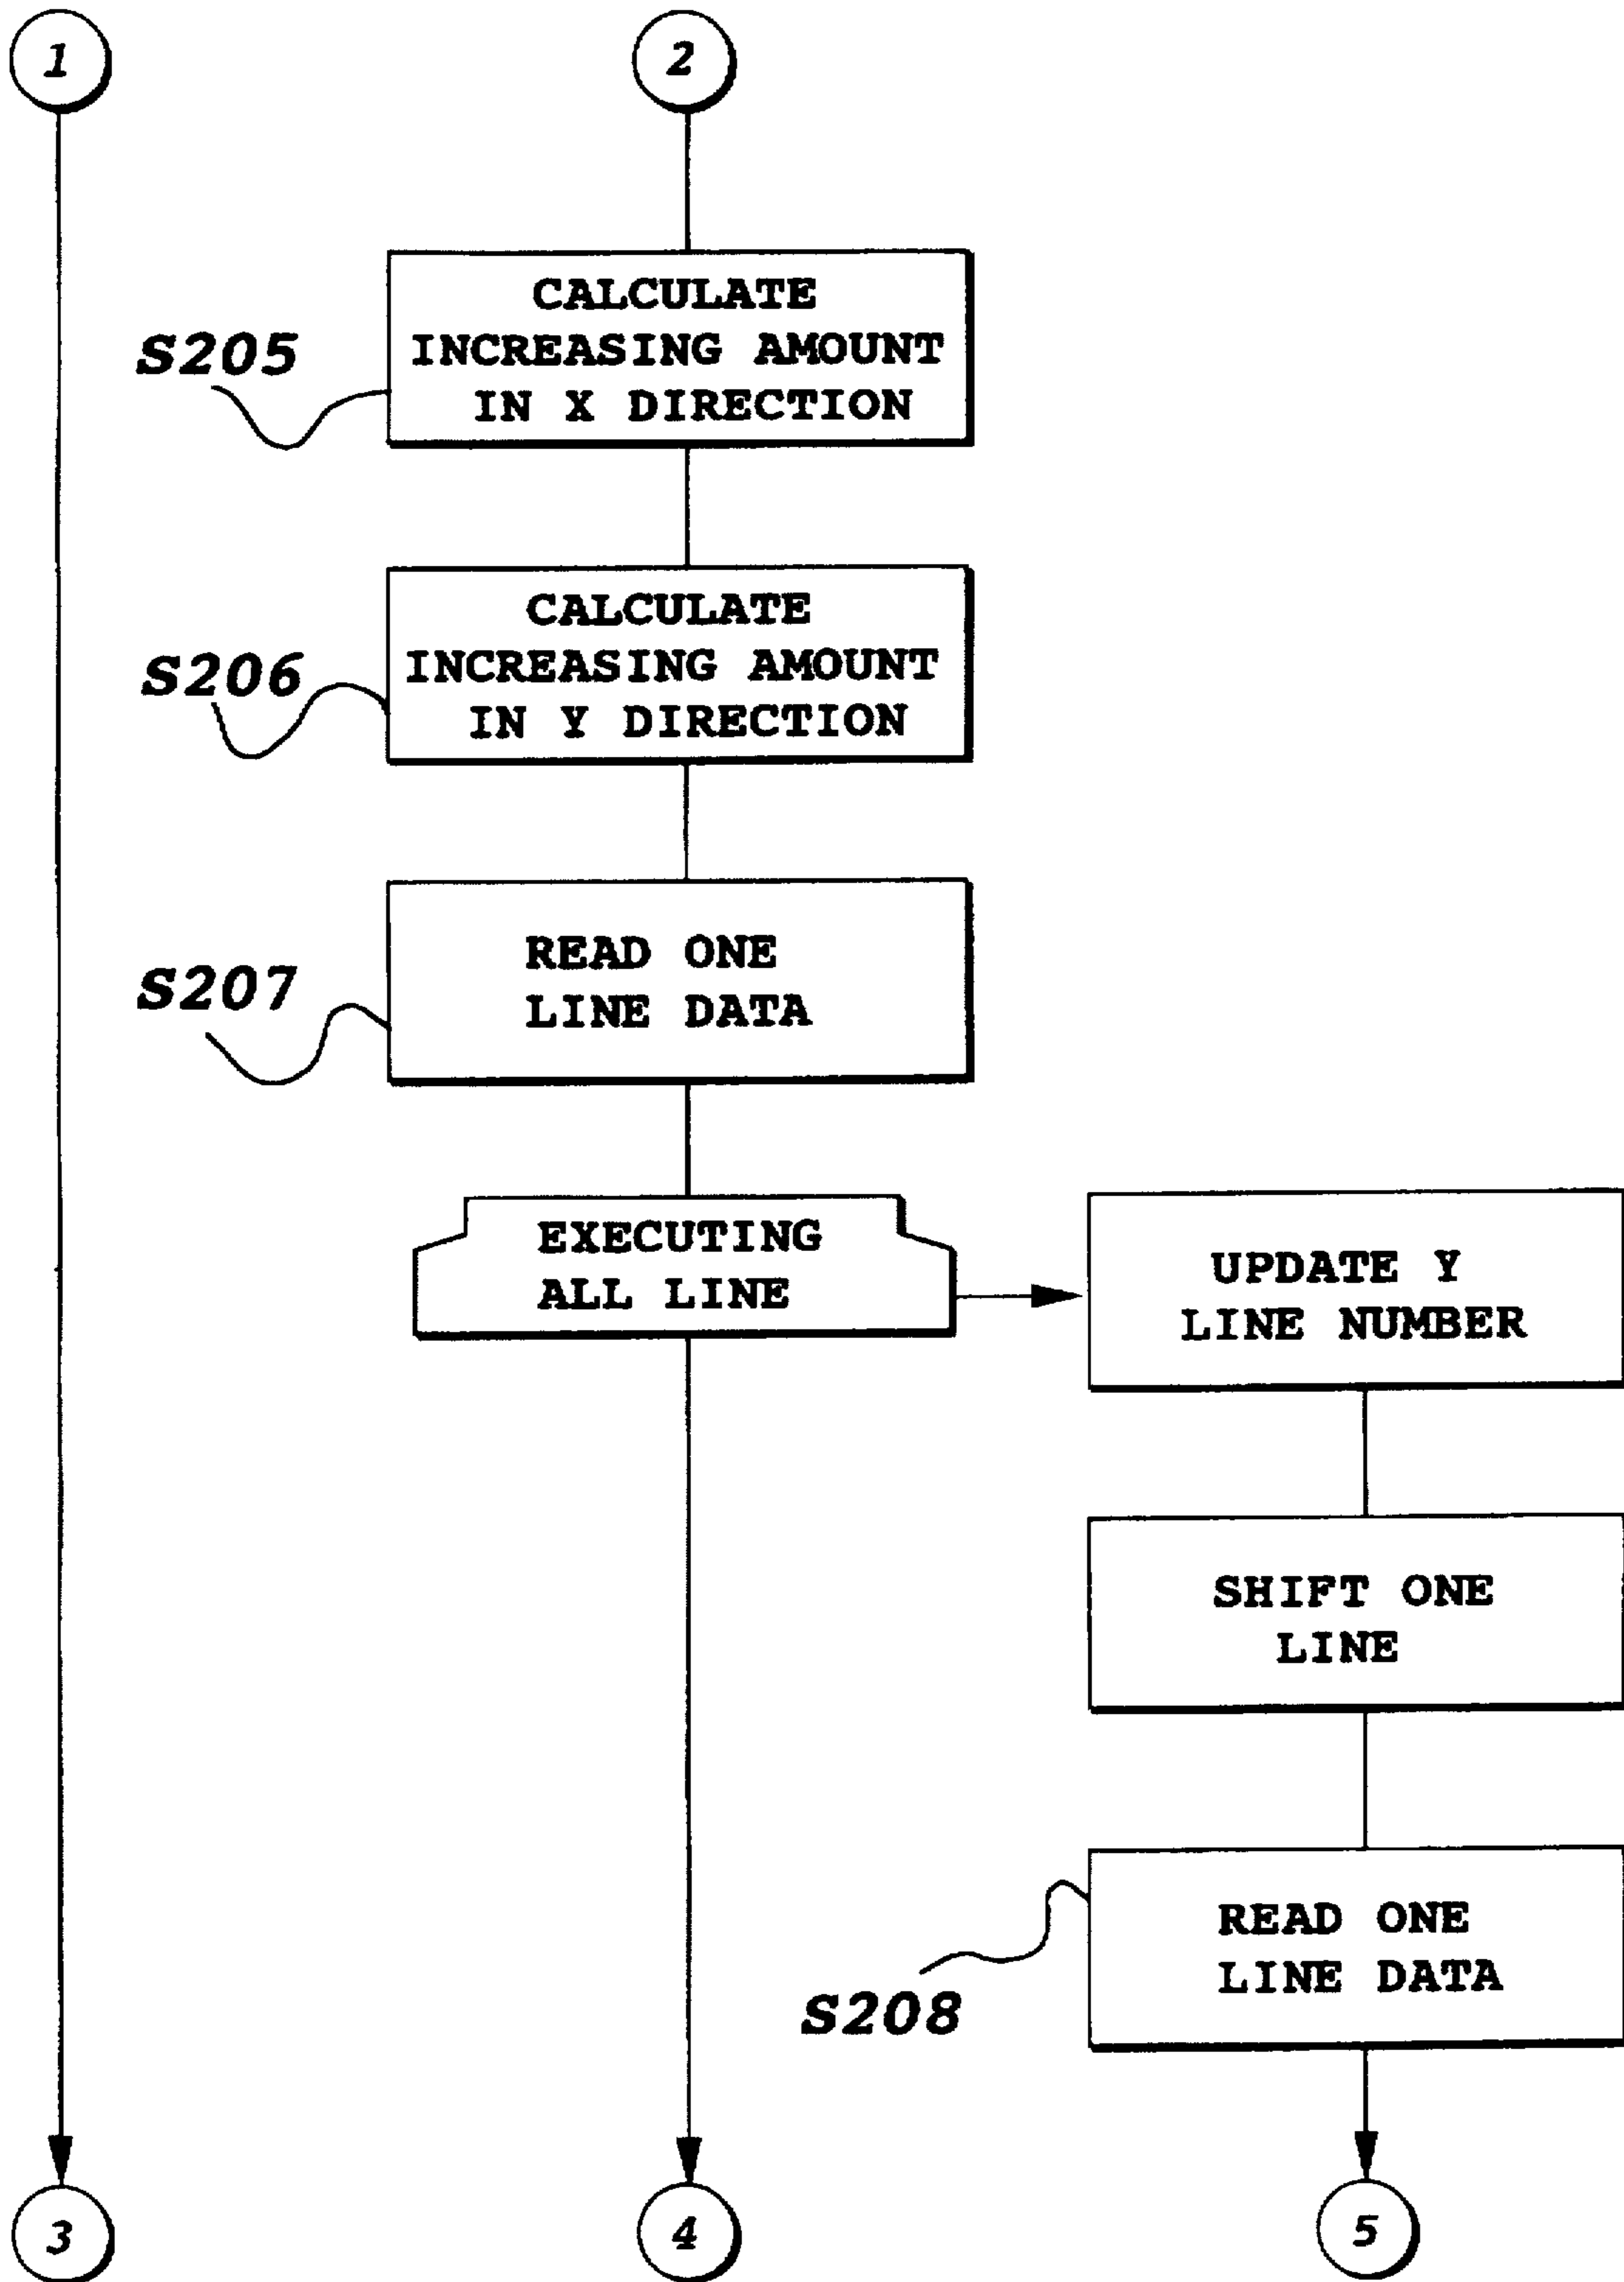 1
2
CALCULATE
INCREASING AMOUNT
IN X DIRECTION
S205
CALCULATE
INCREASING AMOUNT
IN Y DIRECTION
S206
READ ONE
LINE DATA
S207
EXECUTING
ALL LINE
UPDATE Y
LINE NUMBER
SHIFT ONE
LINE
READ ONE
LINE DATA
S208
3
4
5